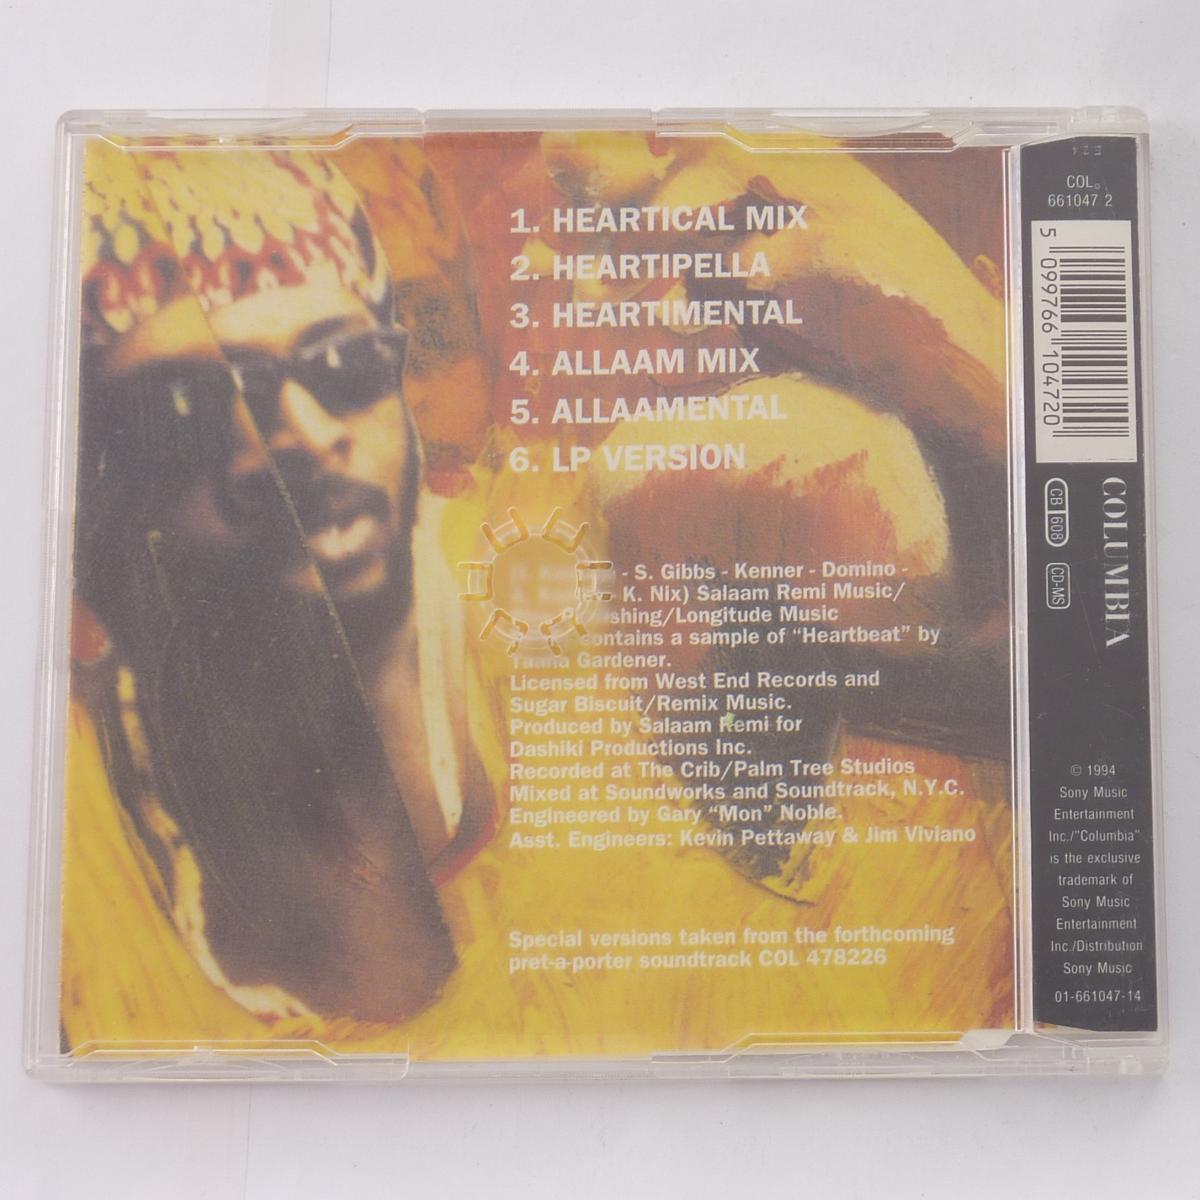 1. HEARTICAL MIX
2. HEARTIPELLA
3. HEARTIMENTAL
4. ALLAAM MIX
5. ALLAAMENTAL
6. LP VERSION
- S. Gibbs - Kenner - Domino -
K. Nix) Salaam Remi Music/
shing/Longitude Music
contains a sample of “Heartbeat” by
Taana Gardener.
Licensed from West End Records and
Sugar Biscuit/Remix Music.
Produced by Salaam Remi for
Dashiki Productions Inc.
Recorded at The Crib/Palm Tree Studios
Mixed at Soundworks and Soundtrack, N.Y.C.
Engineered by Gary “Mon” Noble.
Asst. Engineers: Kevin Pettaway & Jim Viviano
Special versions taken from the forthcoming
pret-a-porter soundtrack COL 478226
COL.
661047 2
5 099766 104720
CB 608
CD-MS
COLUMBIA
© 1994
Sony Music
Entertainment
Inc./"Columbia"
is the exclusive
trademark of
Sony Music
Entertainment
Inc./Distribution
Sony Music
01-661047-14